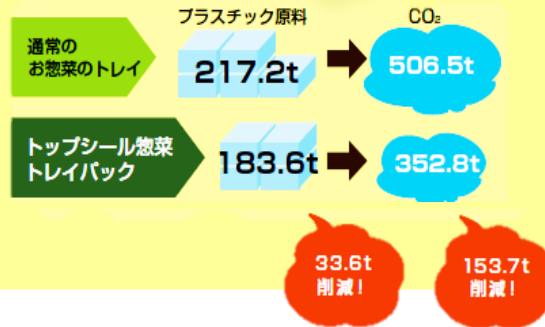 プラスチック原料
CO₂
通常の
お惣菜のトレイ
217.2t
506.5t
トップシール惣菜
トレイパック
183.6t
352.8t
33.6t
削減!
153.7t
削減!